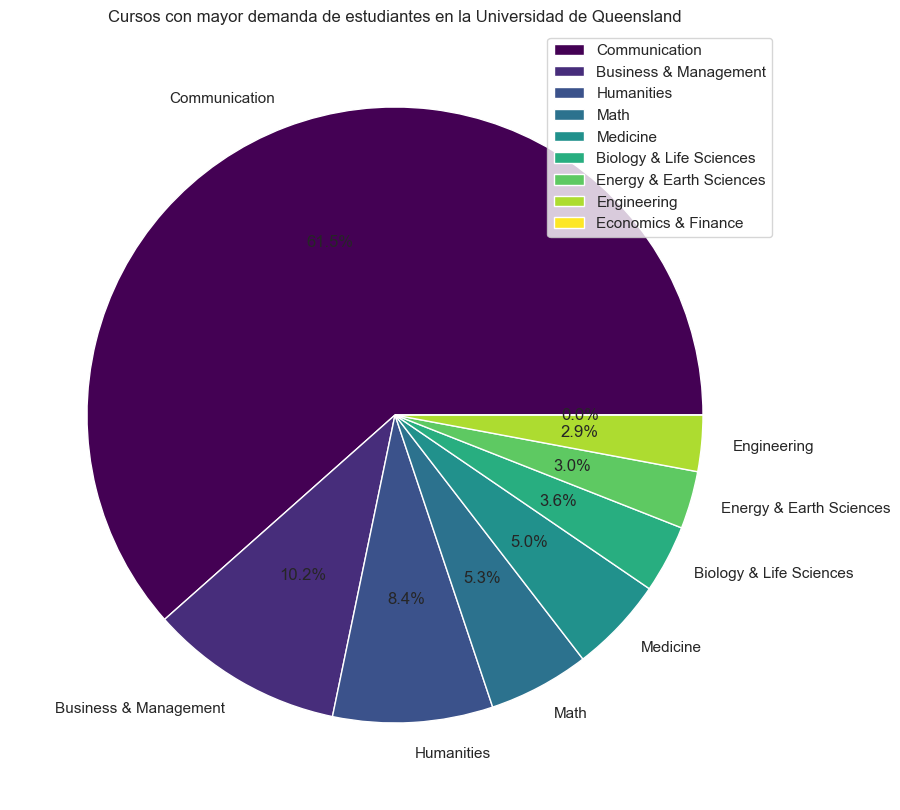 Cursos con mayor demanda de estudiantes en la Universidad de Queensland
Communication
Business & Management
Humanities
Math
Medicine
Biology & Life Sciences
Energy & Earth Sciences
Engineering
Economics & Finance
Communication
61.5%
0.0%
2.9%
Engineering
3.0%
Energy & Earth Sciences
3.6%
Biology & Life Sciences
5.0%
Medicine
5.3%
Math
8.4%
Humanities
10.2%
Business & Management